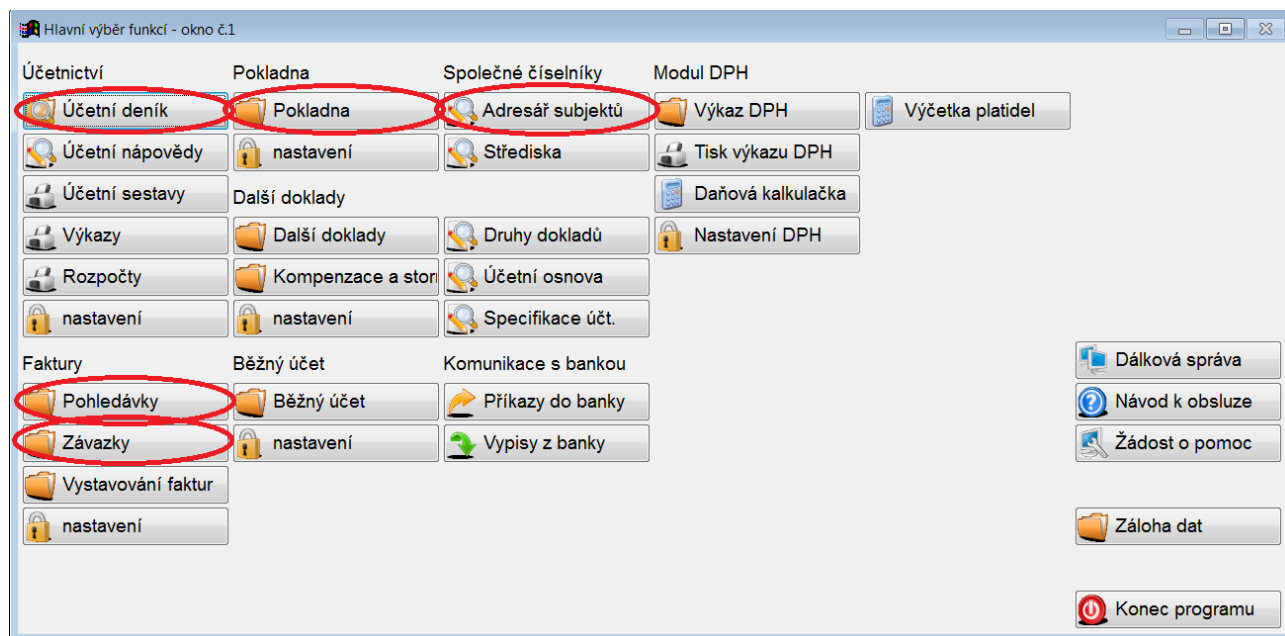 Hlavní výběr funkcí - okno č.1
Účetnictví
Účetní deník
Účetní nápovědy
Účetní sestavy
Výkazy
Rozpočty
nastavení
Faktury
Pohledávky
Závazky
Vystavování faktur
nastavení
Pokladna
Pokladna
nastavení
Další doklady
Další doklady
Kompenzace a stor
nastavení
Běžný účet
Běžný účet
nastavení
Společné číselníky
Adresář subjektů
Střediska
Druhy dokladů
Účetní osnova
Specifikace účt.
Komunikace s bankou
Příkazy do banky
Vypisy z banky
Modul DPH
Výkaz DPH
Tisk výkazu DPH
Daňová kalkulačka
Nastavení DPH
Výčetka platidel
Dálková správa
Návod k obsluze
Žádost o pomoc
Záloha dat
Konec programu